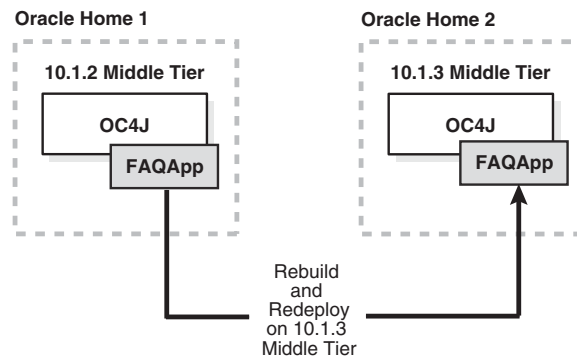 Oracle Home 1
Oracle Home 2
10.1.2 Middle Tier
10.1.3 Middle Tier
OC4J
OC4J
FAQApp
FAQApp
Rebuild
and
Redeploy
on 10.1.3
Middle Tier